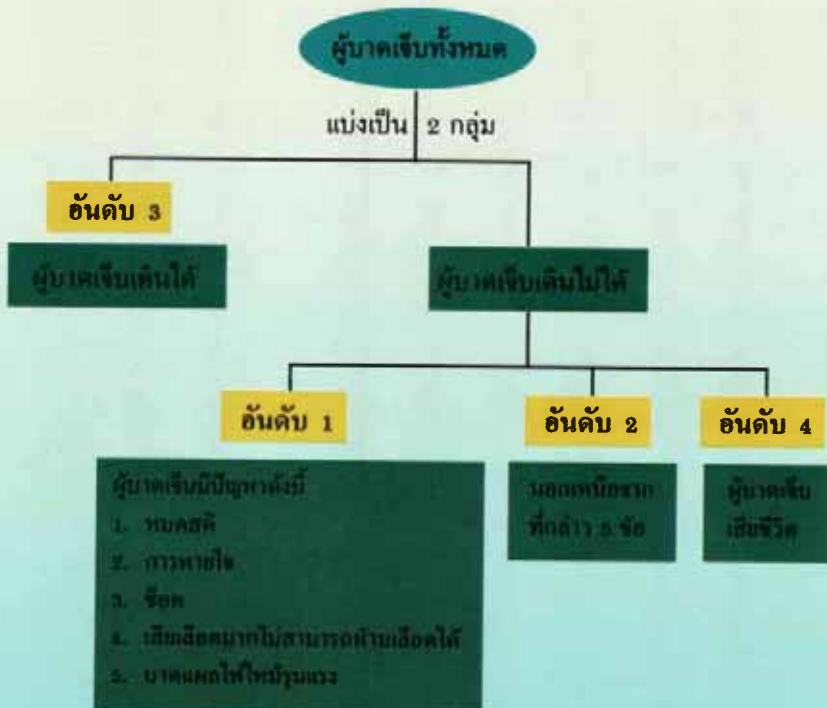 ผู้บาดเจ็บทั้งหมด
แบ่งเป็น 2 กลุ่ม
อันดับ 3
ผู้บาดเจ็บเดินได้
ผู้บาดเจ็บเดินไม่ได้
อันดับ 1
ผู้บาดเจ็บมีปัญหาดังนี้
1. หมดสติ
2. การหายใจ
3. ช็อค
4. เสียเลือดมากไม่สามารถห้ามเลือดได้
5. บาดแผลไฟไหม้รุนแรง
อันดับ 2
นอกเหนือจาก
ที่กล่าว 5 ข้อ
อันดับ 4
ผู้บาดเจ็บ
เสียชีวิต